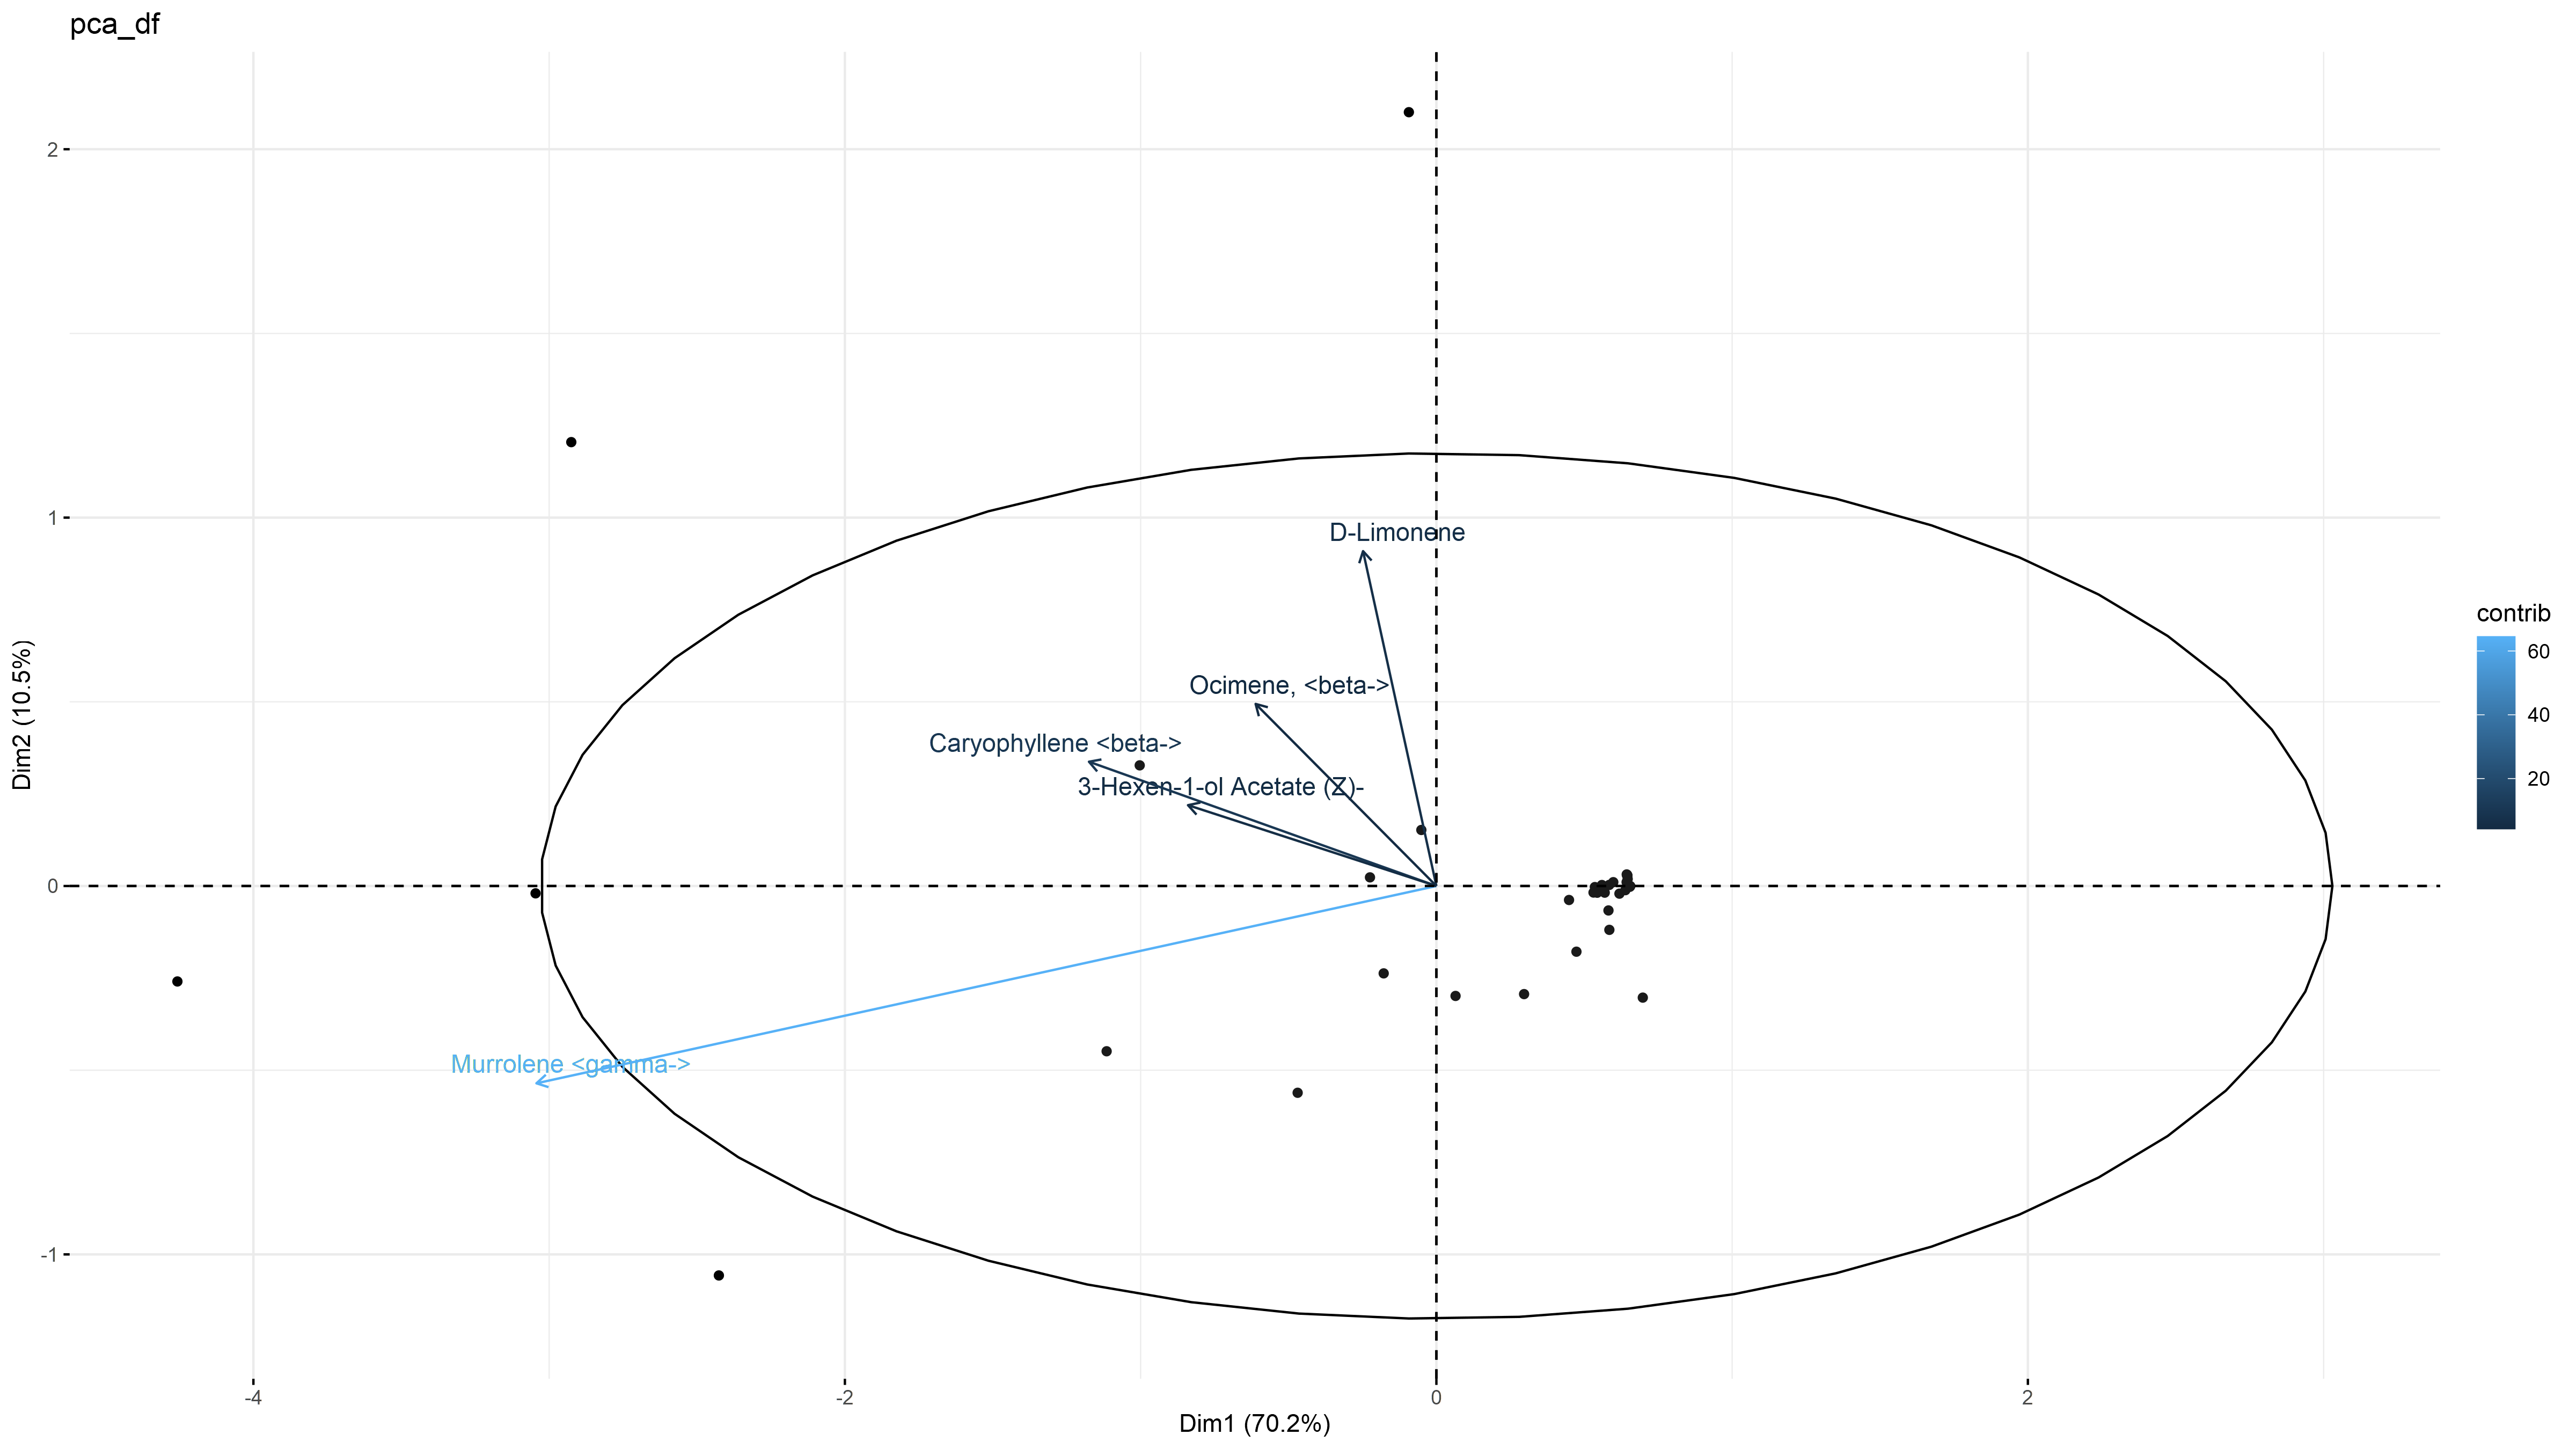 pca_df
2
1
0
-1
Dim2 (10.5%)
D-Limonene
Ocimene, <beta->
Caryophyllene <beta->
3-Hexen-1-ol Acetate (Z)-
Murrolene <gamma->
-4
-2
0
2
Dim1 (70.2%)
contrib
60
40
20